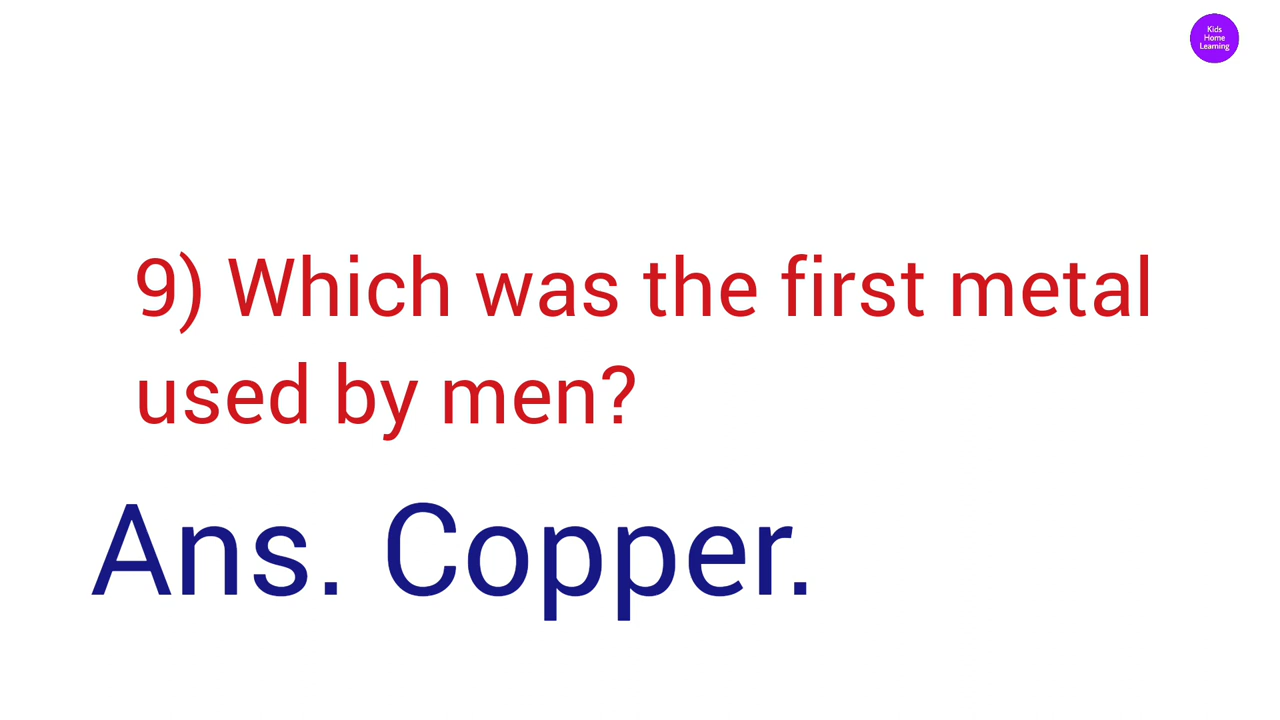 Kids
Home
Learning
9) Which was the first metal
used by men?
Ans. Copper.